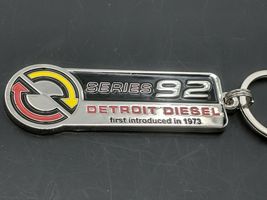 SERIES 92
DETROIT DIESEL
first introduced in 1973